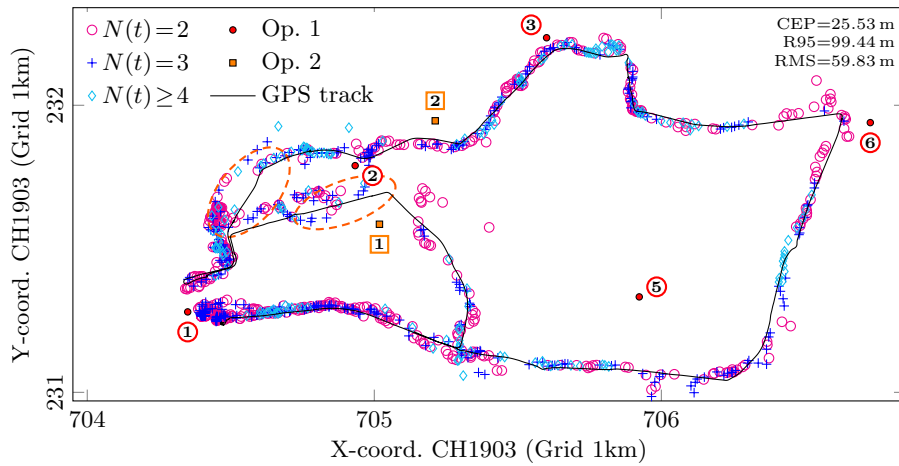 N(t)=2
Op. 1
N(t)=3
Op. 2
N(t)≥4
GPS track
CEP=25.53 m
R95=99.44 m
RMS=59.83 m
3
2
6
2
1
5
1
232
231
704
705
706
Y-coord. CH1903 (Grid 1km)
X-coord. CH1903 (Grid 1km)